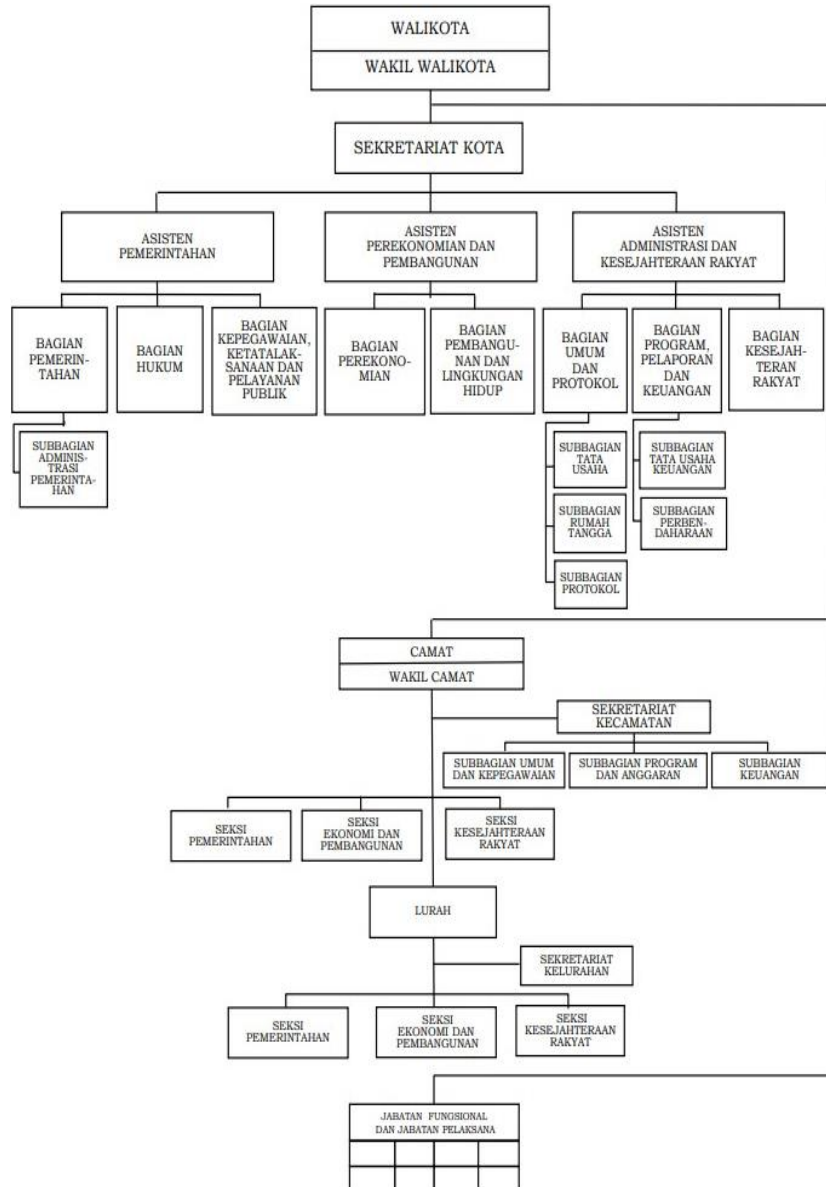 WALIKOTA
WAKIL WALIKOTA
SEKRETARIAT KOTA
ASISTEN
PEMERINTAHAN
ASISTEN
PEREKONOMIAN DAN
PEMBANGUNAN
ASISTEN
ADMINISTRASI DAN
KESEJAHTERAAN RAKYAT
BAGIAN
PEMERIN-
TAHAN
BAGIAN
HUKUM
BAGIAN
KEPEGAWAIAN,
KETATALAK-
SANAAN DAN
PELAYANAN
PUBLIK
BAGIAN
PEREKONO-
MIAN
BAGIAN
PEMBANGU-
NAN DAN
LINGKUNGAN
HIDUP
BAGIAN
UMUM
DAN
PROTOKOL
BAGIAN
PROGRAM,
PELAPORAN
DAN
KEUANGAN
BAGIAN
KESEJAH-
TERAN
RAKYAT
SUBBAGIAN
ADMINIS-
TRASI
PEMERINTA-
HAN
SUBBAGIAN
TATA
USAHA
SUBBAGIAN
RUMAH
TANGGA
SUBBAGIAN
PROTOKOL
SUBBAGIAN
TATA USAHA
KEUANGAN
SUBBAGIAN
PERBEN-
DAHARAAN
CAMAT
WAKIL CAMAT
SEKRETARIAT
KECAMATAN
SUBBAGIAN UMUM
DAN KEPEGAWAIAN
SUBBAGIAN PROGRAM
DAN ANGGARAN
SUBBAGIAN
KEUANGAN
SEKSI
PEMERINTAHAN
SEKSI
EKONOMI DAN
PEMBANGUNAN
SEKSI
KESEJAHTERAAN
RAKYAT
LURAH
SEKRETARIAT
KELURAHAN
SEKSI
PEMERINTAHAN
SEKSI
EKONOMI DAN
PEMBANGUNAN
SEKSI
KESEJAHTERAAN
RAKYAT
JABATAN FUNGSIONAL
DAN JABATAN PELAKSANA